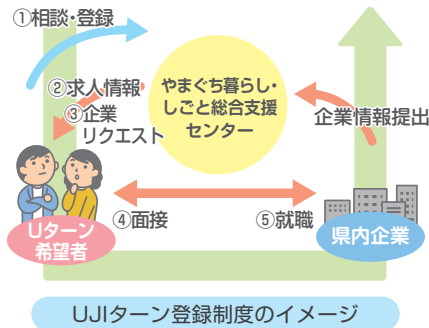 ①相談・登録
②求人情報
③企業
リクエスト
やまぐち暮らし・
しごと総合支援
センター
企業情報提出
Uターン
希望者
④面接
⑤就職
県内企業
UJIターン登録制度のイメージ